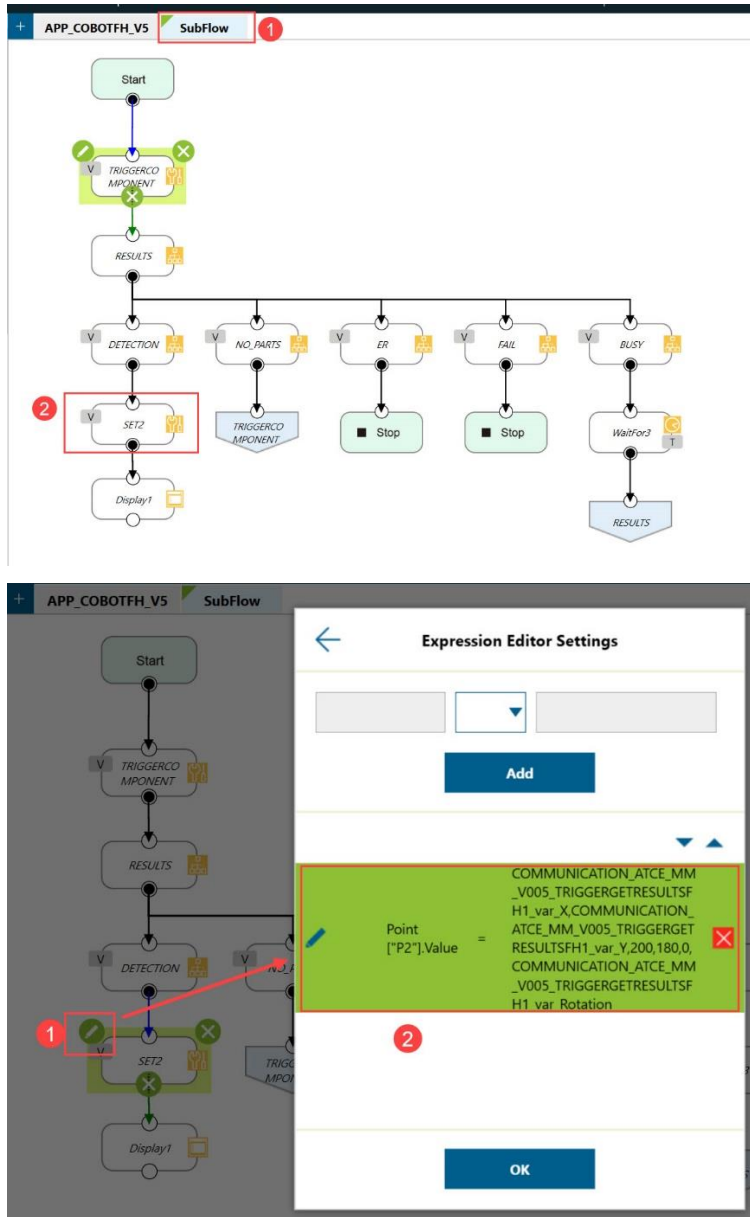 + APP_COBOTFH_V5 SubFlow 1
Start
V TRIGGERCO
MPONENT
RESULTS
V DETECTION V NO_PARTS V ER V FAIL V BUSY
2 V SET2 TRIGGERCO
MPONENT Stop Stop WaitFor3 T
Display1 RESULTS
+ APP_COBOTFH_V5 SubFlow
Start
V TRIGGERCO
MPONENT
RESULTS
V DETECTION V
1 V SET2
Display1
Expression Editor Settings
Add
Point
["P2"].Value
=
COMMUNICATION_ATCE_MM
_V005_TRIGGERGETRESULTSF
H1_var_X,COMMUNICATION_
ATCE_MM_V005_TRIGGERGET
RESULTSFH1_var_Y,200,180,0,
COMMUNICATION_ATCE_MM
_V005_TRIGGERGETRESULTSF
H1_var_Rotation
2
OK